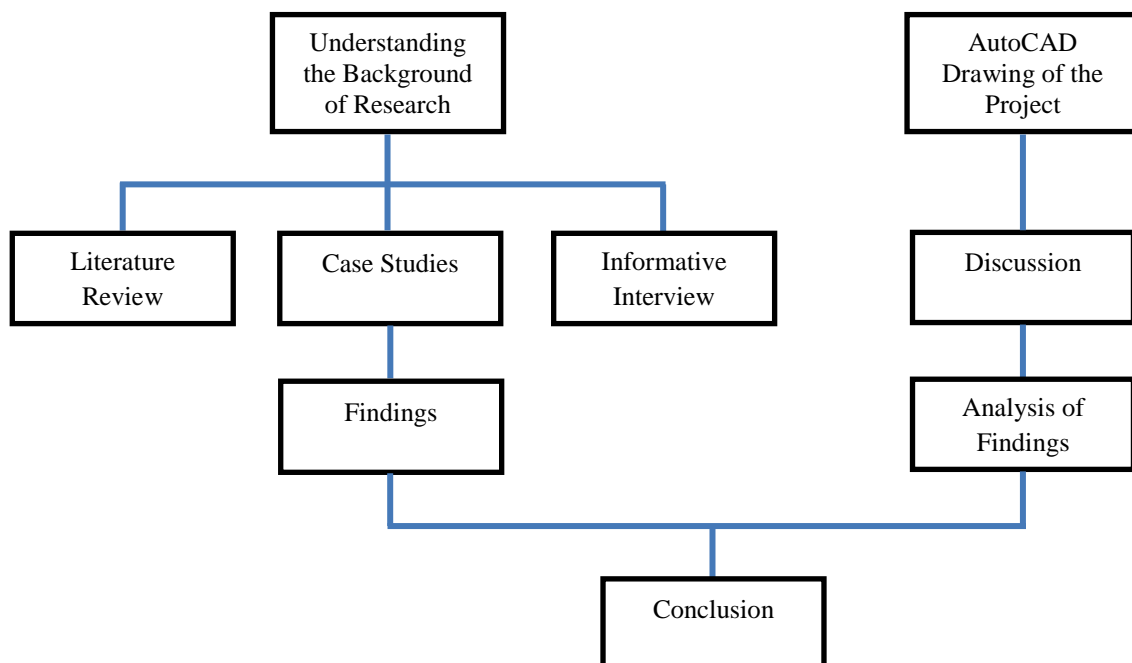 Understanding
the Background
of Research
AutoCAD
Drawing of the
Project
Literature
Review
Case Studies
Informative
Interview
Discussion
Findings
Analysis of
Findings
Conclusion